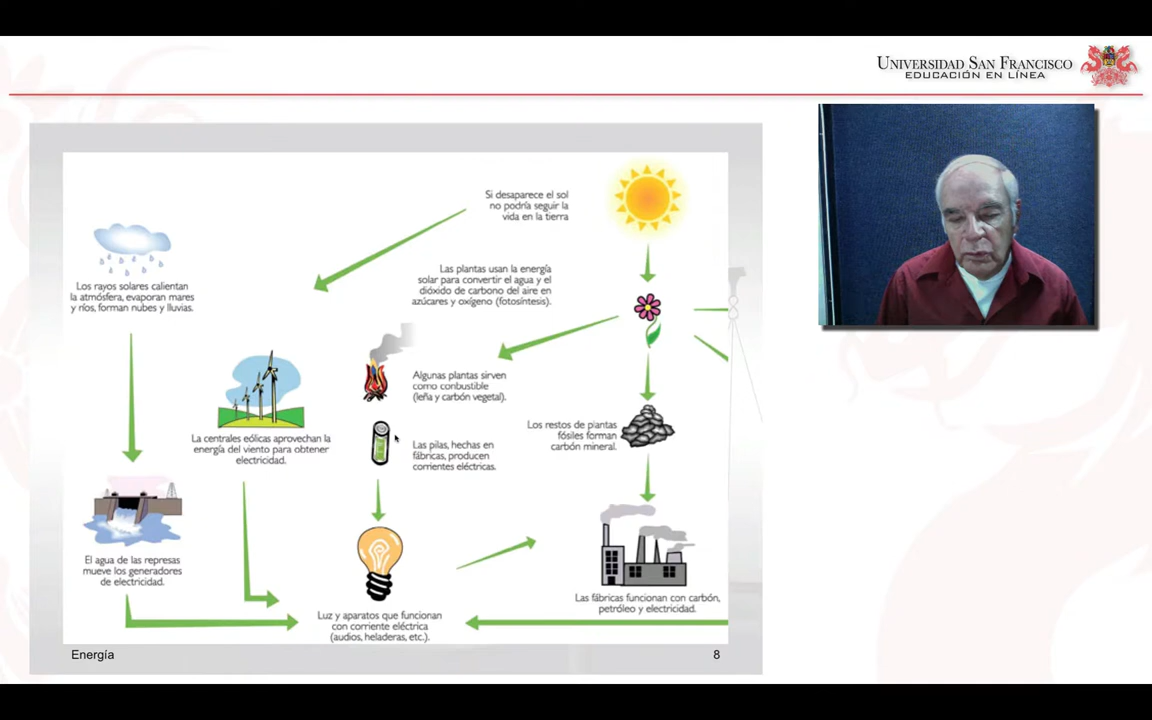 UNIVERSIDAD SAN FRANCISCO
EDUCACIÓN EN LÍNEA
Si desaparece el sol
no podría seguir la
vida en la tierra
Las plantas usan la energía
solar para convertir el agua y el
dióxido de carbono del aire en
azúcares y oxígeno (fotosíntesis).
Los rayos solares calientan
la atmósfera, evaporan mares
y ríos, forman nubes y lluvias.
Algunas plantas sirven
como combustible
(leña y carbón vegetal).
Los restos de plantas
fósiles forman
carbón mineral.
La centrales eólicas aprovechan la
energía del viento para obtener
electricidad.
Las pilas, hechas en
fábricas, producen
corrientes eléctricas.
El agua de las represas
mueve los generadores
de electricidad.
Las fábricas funcionan con carbón,
petróleo y electricidad.
Luz y aparatos que funcionan
con corriente eléctrica
(audios, heladeras, etc.).
Energía
8